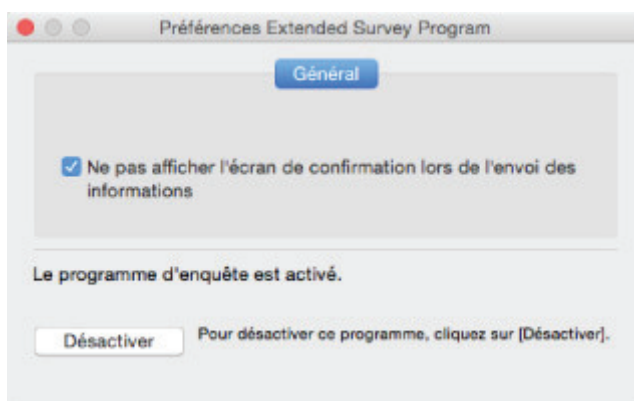 Préférences Extended Survey Program
Général
Ne pas afficher l'écran de confirmation lors de l'envoi des
informations
Le programme d'enquête est activé.
Désactiver
Pour désactiver ce programme, cliquez sur [Désactiver].